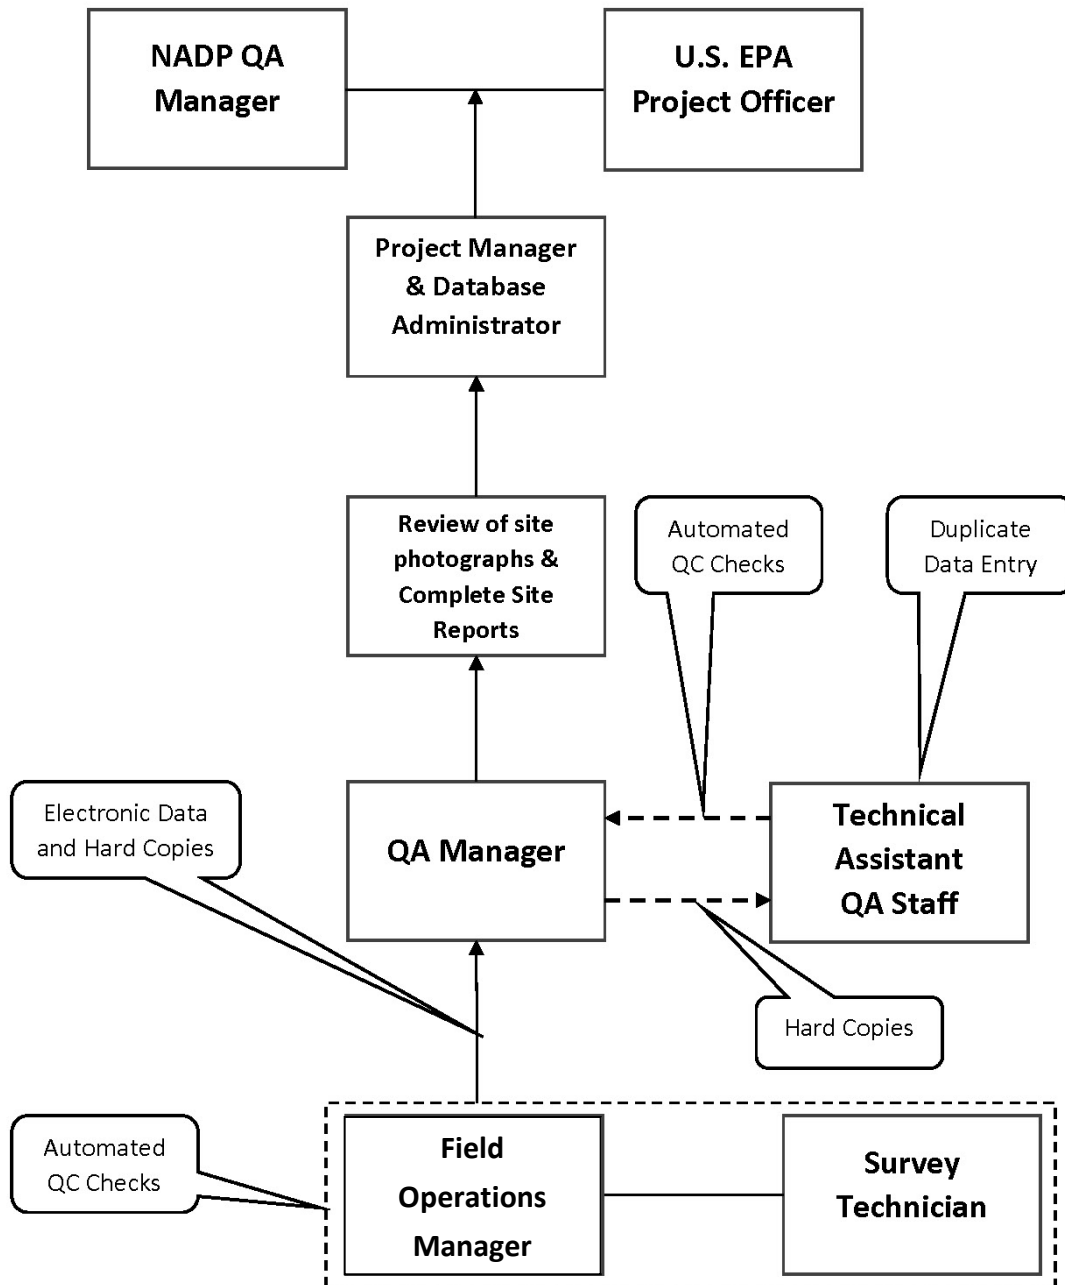 NADP QA
Manager
U.S. EPA
Project Officer
Project Manager
& Database
Administrator
Review of site
photographs &
Complete Site
Reports
Automated
QC Checks
Duplicate
Data Entry
Electronic Data
and Hard Copies
QA Manager
Technical
Assistant
QA Staff
Hard Copies
Automated
QC Checks
Field
Operations
Manager
Survey
Technician